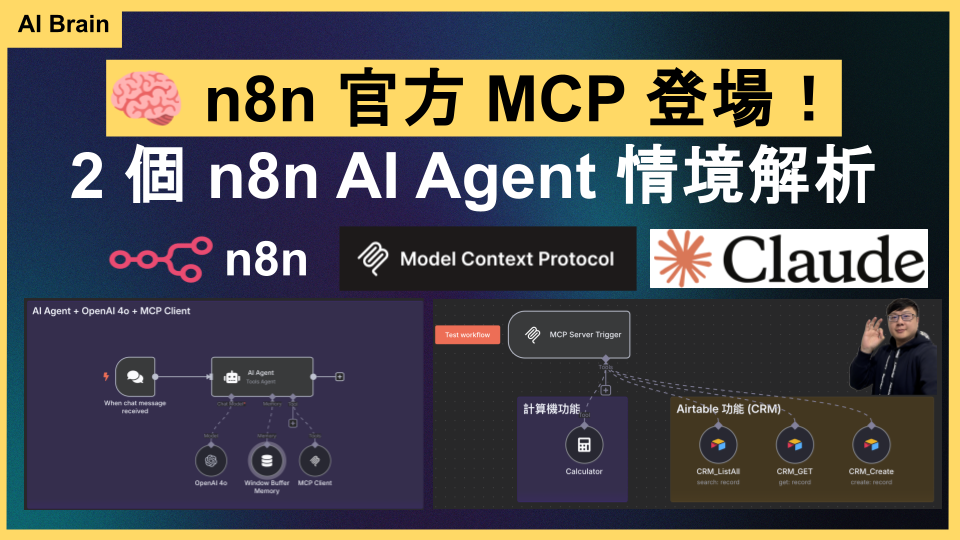 AI Brain
n8n 官方 MCP 登場！
2 個 n8n AI Agent 情境解析
n8n
Model Context Protocol
Claude
AI Agent + OpenAI 4o + MCP Client
When chat message
received
AI Agent
Tools Agent
Chat Model*
Memory
Tool
Model
Memory
Tools
OpenAI 4o
Window Buffer
Memory
MCP Client
Test workflow
MCP Server Trigger
Tools
計算機功能
Tool
Calculator
Airtable 功能 (CRM)
CRM_ListAll
search: record
CRM_GET
get: record
CRM_Create
create: record